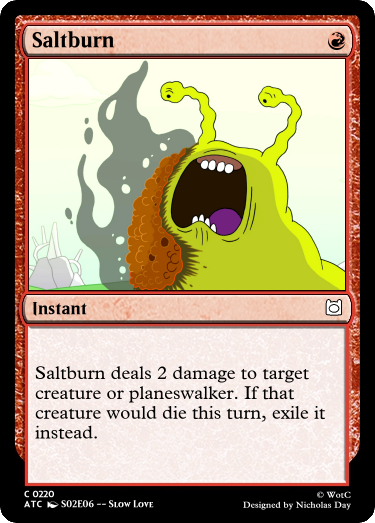 Saltburn
Instant
Saltburn deals 2 damage to target
creature or planeswalker. If that
creature would die this turn, exile it
instead.
C 0220
© WotC
ATC S02E06 -- Slow Love
Designed by Nicholas Day